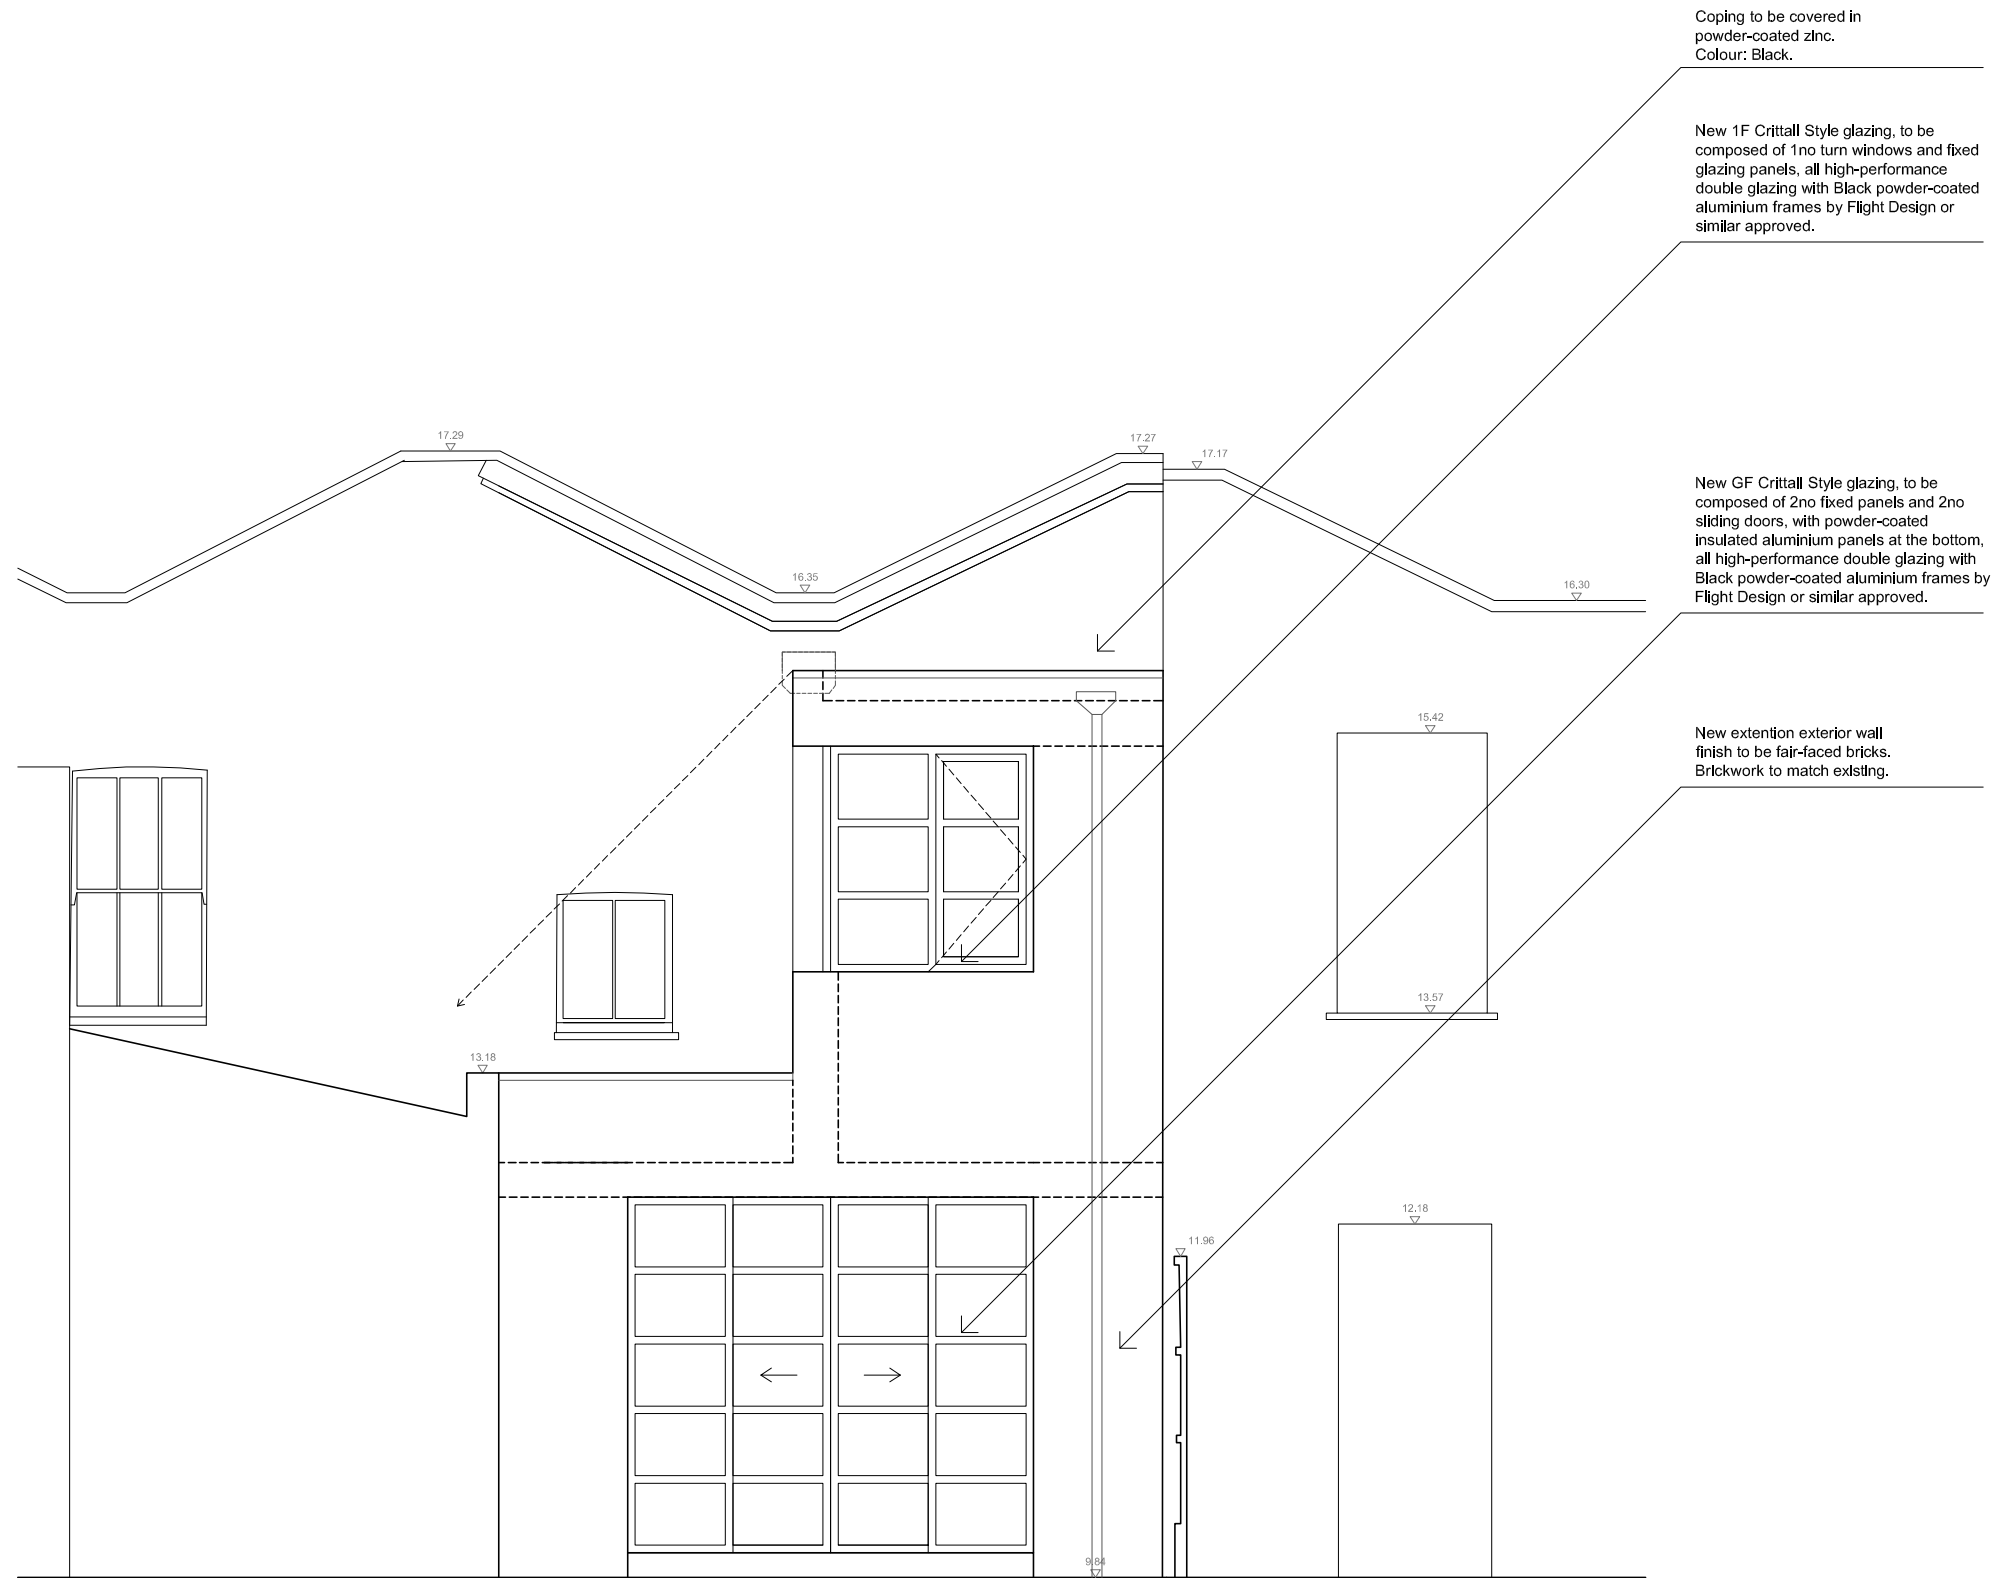 Coping to be covered in
powder-coated zinc.
Colour: Black.
New 1F Crittall Style glazing, to be
composed of 1no turn windows and fixed
glazing panels, all high-performance
double glazing with Black powder-coated
aluminium frames by Flight Design or
similar approved.
17.29
17.27
17.17
New GF Crittall Style glazing, to be
composed of 2no fixed panels and 2no
sliding doors, with powder-coated
insulated aluminium panels at the bottom,
all high-performance double glazing with
Black powder-coated aluminium frames by
Flight Design or similar approved.
16.35
16.30
15.42
New extention exterior wall
finish to be fair-faced bricks.
Brickwork to match existing.
13.57
13.18
12.18
11.96
9.84